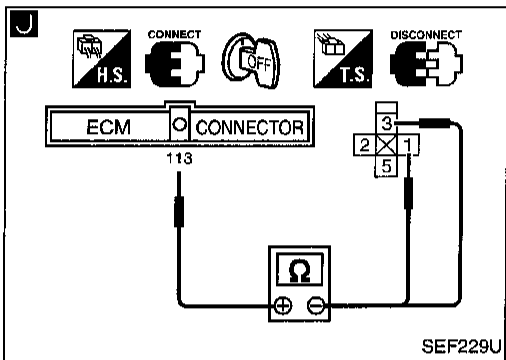 J
CONNECT
DISCONNECT
H.S.
OFF
T.S.
ECM
CONNECTOR
3
2
1
5
113
Ω
⊕
⊖
SEF229U